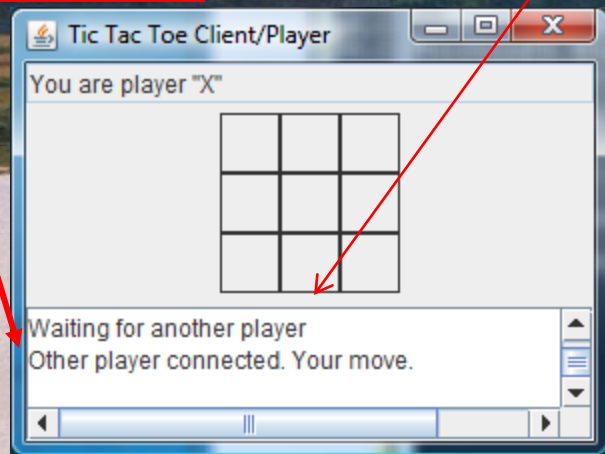 Tic Tac Toe Client/Player
You are player "X"
Waiting for another player
Other player connected. Your move.